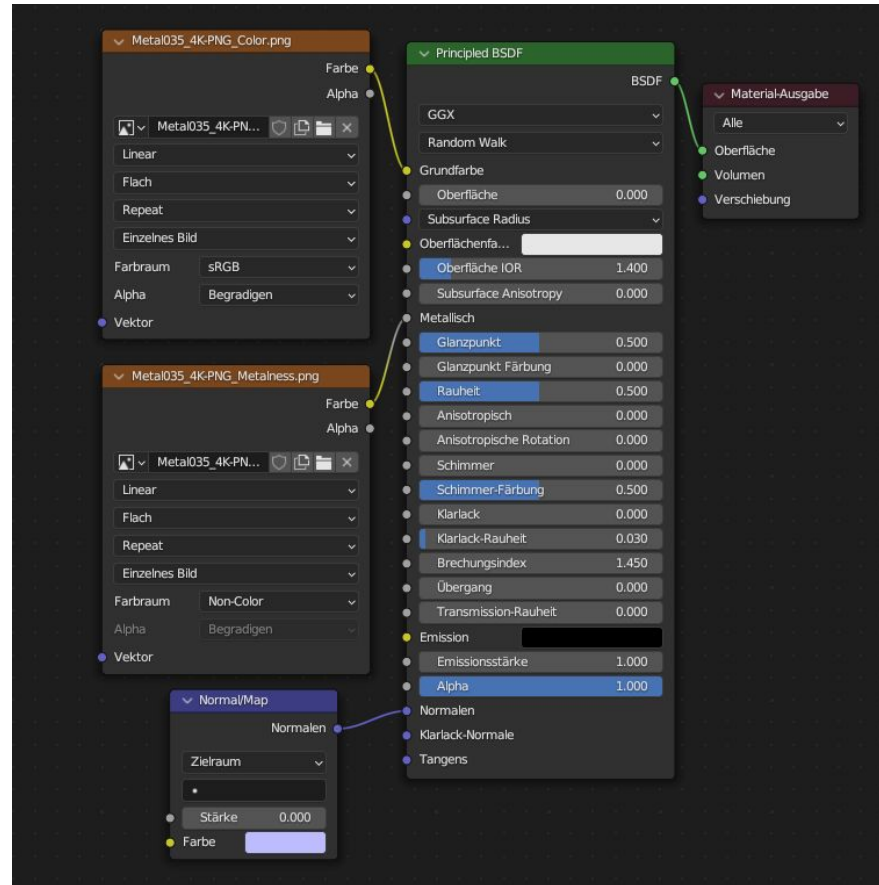 Metal035_4K-PNG_Color.png
Farbe
Alpha
Metal035_4K-PN...
Linear
Flach
Repeat
Einzelnes Bild
Farbraum sRGB
Alpha Begradigen
Vektor
Metal035_4K-PNG_Metalness.png
Farbe
Alpha
Metal035_4K-PN...
Linear
Flach
Repeat
Einzelnes Bild
Farbraum Non-Color
Alpha Begradigen
Vektor
Normal/Map
Normalen
Zielraum
Stärke 0.000
Farbe
Principled BSDF
BSDF
GGX
Random Walk
Grundfarbe
Oberfläche 0.000
Subsurface Radius
Oberflächenfa...
Oberfläche IOR 1.400
Subsurface Anisotropy 0.000
Metallisch
Glanzpunkt 0.500
Glanzpunkt Färbung 0.000
Rauheit 0.500
Anisotropisch 0.000
Anisotropische Rotation 0.000
Schimmer 0.000
Schimmer-Färbung 0.500
Klarlack 0.000
Klarlack-Rauheit 0.030
Brechungsindex 1.450
Übergang 0.000
Transmission-Rauheit 0.000
Emission
Emissionsstärke 1.000
Alpha 1.000
Normalen
Klarlack-Normale
Tangens
Material-Ausgabe
Alle
Oberfläche
Volumen
Verschiebung